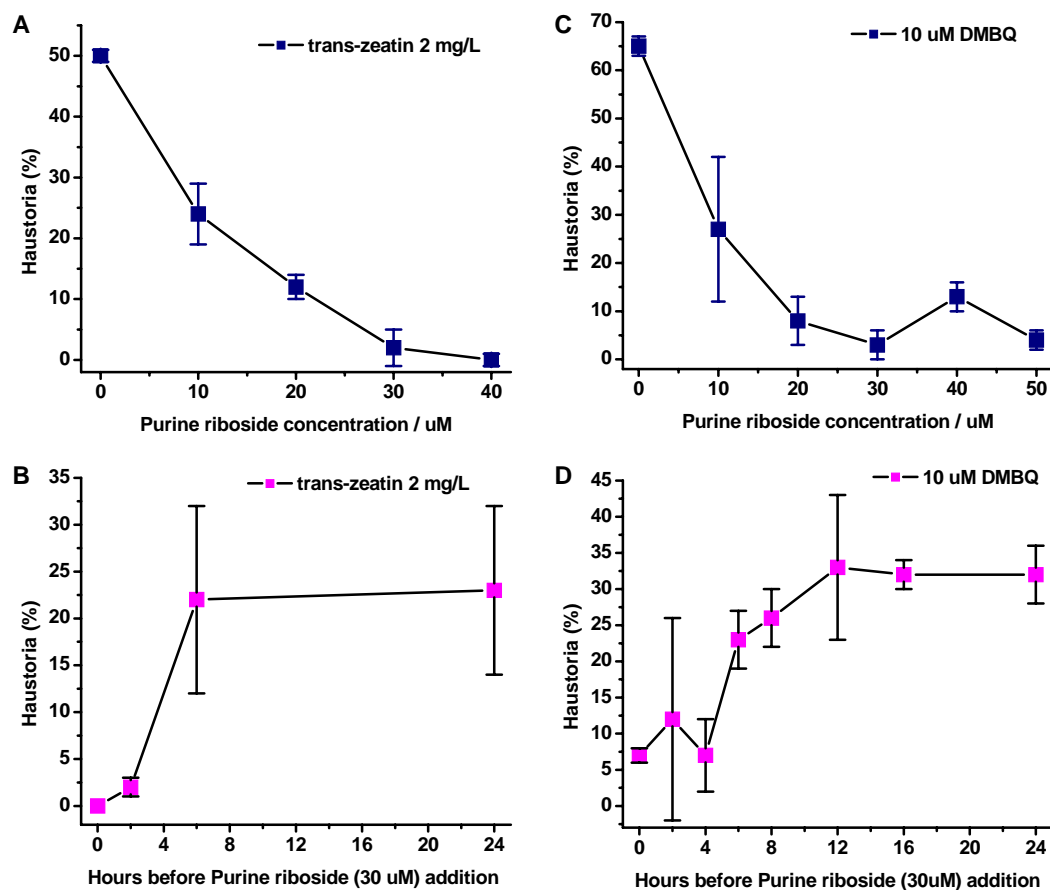 A
trans-zeatin 2 mg/L
50
40
30
20
10
0
Haustoria (%)
0 10 20 30 40
Purine riboside concentration / uM
C
10 uM DMBQ
70
60
50
40
30
20
10
0
Haustoria (%)
0 10 20 30 40 50
Purine riboside concentration / uM
B
trans-zeatin 2 mg/L
35
30
25
20
15
10
5
0
Haustoria (%)
0 4 8 12 16 20 24
Hours before Purine riboside (30 uM) addition
D
10 uM DMBQ
45
40
35
30
25
20
15
10
5
0
Haustoria (%)
0 4 8 12 16 20 24
Hours before Purine riboside (30uM) addition